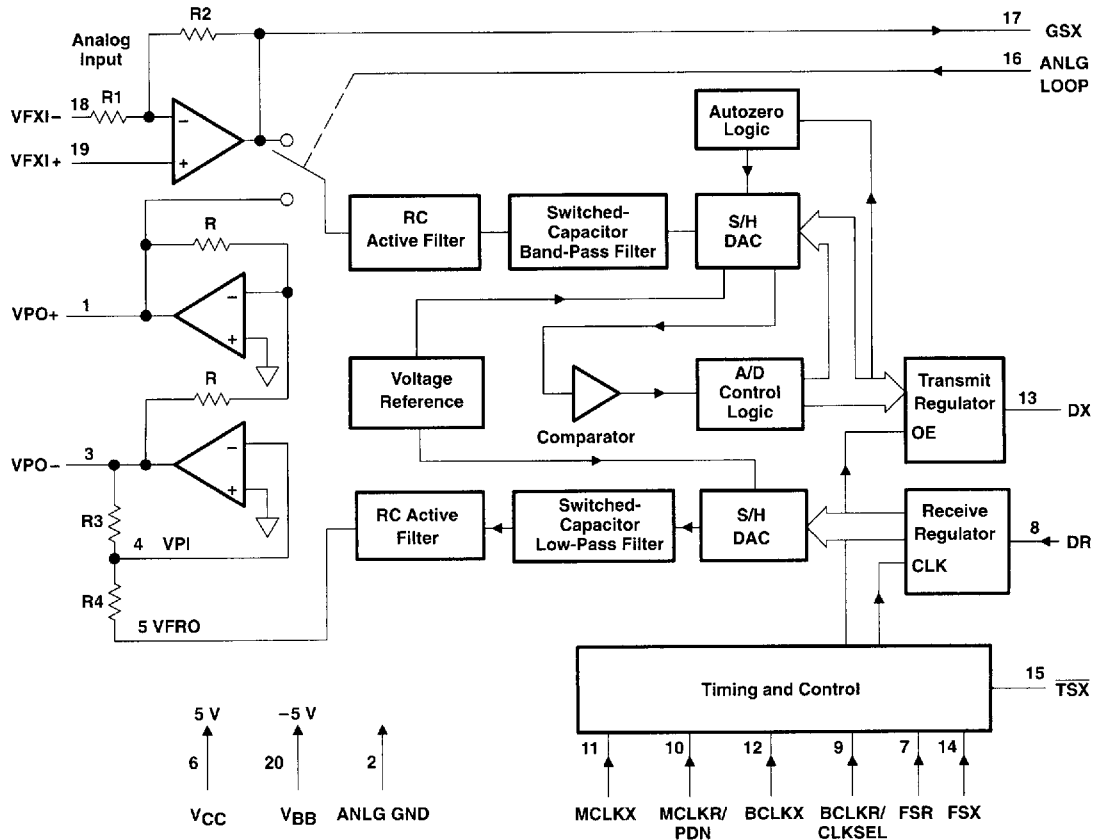 R2
17
GSX
Analog
Input
16
ANLG
LOOP
VFXI−
18
R1
−
VFXI+
19
+
Autozero
Logic
RC
Active Filter
Switched-
Capacitor
Band-Pass Filter
S/H
DAC
R
−
VPO+
1
+
Voltage
Reference
Comparator
A/D
Control
Logic
Transmit
Regulator
OE
13
DX
R
VPO−
3
−
+
R3
4
VPI
RC Active
Filter
Switched-
Capacitor
Low-Pass Filter
S/H
DAC
Receive
Regulator
CLK
8
DR
R4
5 VFRO
Timing and Control
15
TSX
5 V
−5 V
6
20
2
VCC
VBB
ANLG GND
11
10
12
9
7
14
MCLKX
MCLKR/
PDN
BCLKX
BCLKR/
CLKSEL
FSR
FSX